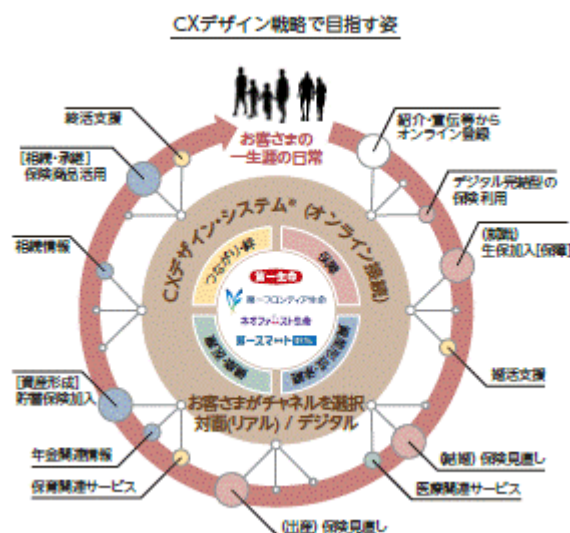 CXデザイン戦略で目指す姿
お客さまの
一生涯の日常
紹介・宣伝等から
オンライン登録
デジタル完結型の
保険利用
(就職)
生保加入[保障]
婚活支援
(結婚) 保険見直し
医療関連サービス
(出産) 保険見直し
保育関連サービス
年金関連情報
[資産形成]
貯蓄保険加入
相続情報
[相続・承継]
保険商品活用
終活支援
CXデザイン・システム® (オンライン接続)
つながり・絆
保障
健康・医療
資産形成・承継
第一生命
第一フロンティア生命
ネオファースト生命
第一スマート
お客さまがチャネルを選択
対面(リアル) / デジタル